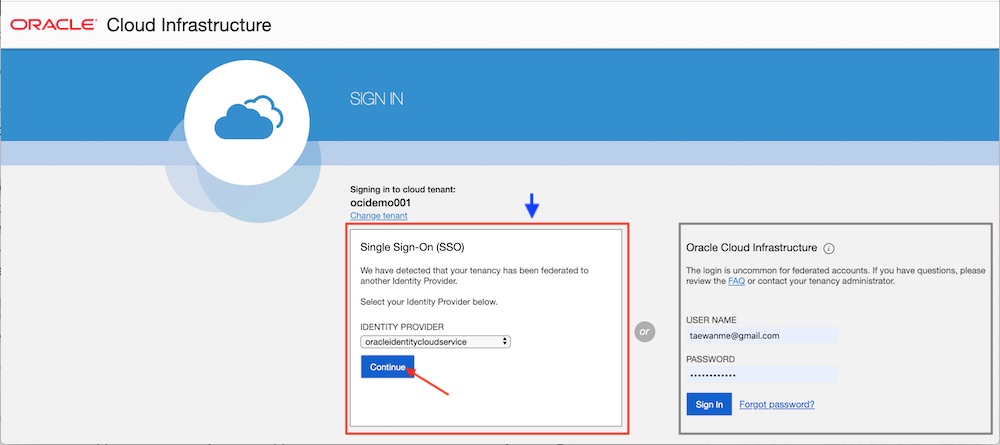 ORACLE Cloud Infrastructure
SIGN IN
Signing in to cloud tenant:
ocidemo001
Change tenant
Single Sign-On (SSO)
We have detected that your tenancy has been federated to
another Identity Provider.
Select your Identity Provider below.
IDENTITY PROVIDER
oracleidentitycloudservice
Continue
or
Oracle Cloud Infrastructure i
The login is uncommon for federated accounts. If you have questions, please
review the FAQ or contact your tenancy administrator.
USER NAME
taewanme@gmail.com
PASSWORD
••••••••••••
Sign In Forgot password?